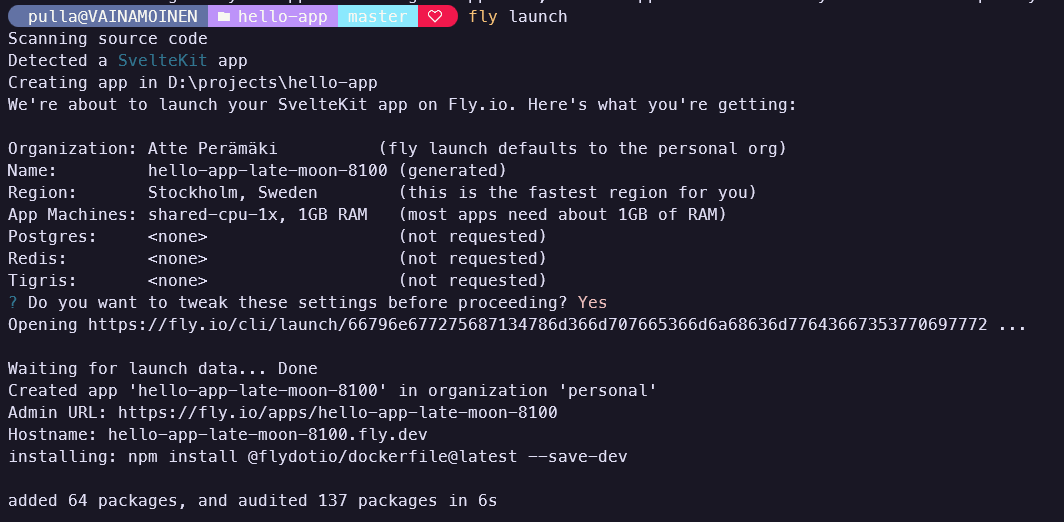 pulla@VAINAMOINEN hello-app master fly launch
Scanning source code
Detected a SvelteKit app
Creating app in D:\projects\hello-app
We're about to launch your SvelteKit app on Fly.io. Here's what you're getting:
Organization: Atte Perämäki (fly launch defaults to the personal org)
Name: hello-app-late-moon-8100 (generated)
Region: Stockholm, Sweden (this is the fastest region for you)
App Machines: shared-cpu-1x, 1GB RAM (most apps need about 1GB of RAM)
Postgres: <none> (not requested)
Redis: <none> (not requested)
Tigris: <none> (not requested)
? Do you want to tweak these settings before proceeding? Yes
Opening https://fly.io/cli/launch/66796e677275687134786d366d707665366d6a68636d77643667353770697772 ...
Waiting for launch data... Done
Created app 'hello-app-late-moon-8100' in organization 'personal'
Admin URL: https://fly.io/apps/hello-app-late-moon-8100
Hostname: hello-app-late-moon-8100.fly.dev
installing: npm install @flydotio/dockerfile@latest --save-dev
added 64 packages, and audited 137 packages in 6s